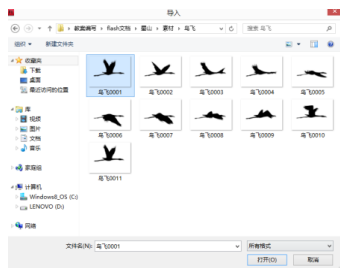 导入
« 教案编写 › flash文档 › 量山 › 素材 › 鸟飞
搜索 鸟飞
组织 新建文件夹
收藏夹
下载
桌面
最近访问的位置
库
视频
图片
文档
音乐
家庭组
计算机
Windows8_OS (C:)
LENOVO (D:)
网络
鸟飞0001 鸟飞0002 鸟飞0003 鸟飞0004 鸟飞0005
鸟飞0006 鸟飞0007 鸟飞0008 鸟飞0009 鸟飞0010
鸟飞0011
文件名(N): 鸟飞0001 所有格式
打开(O) 取消